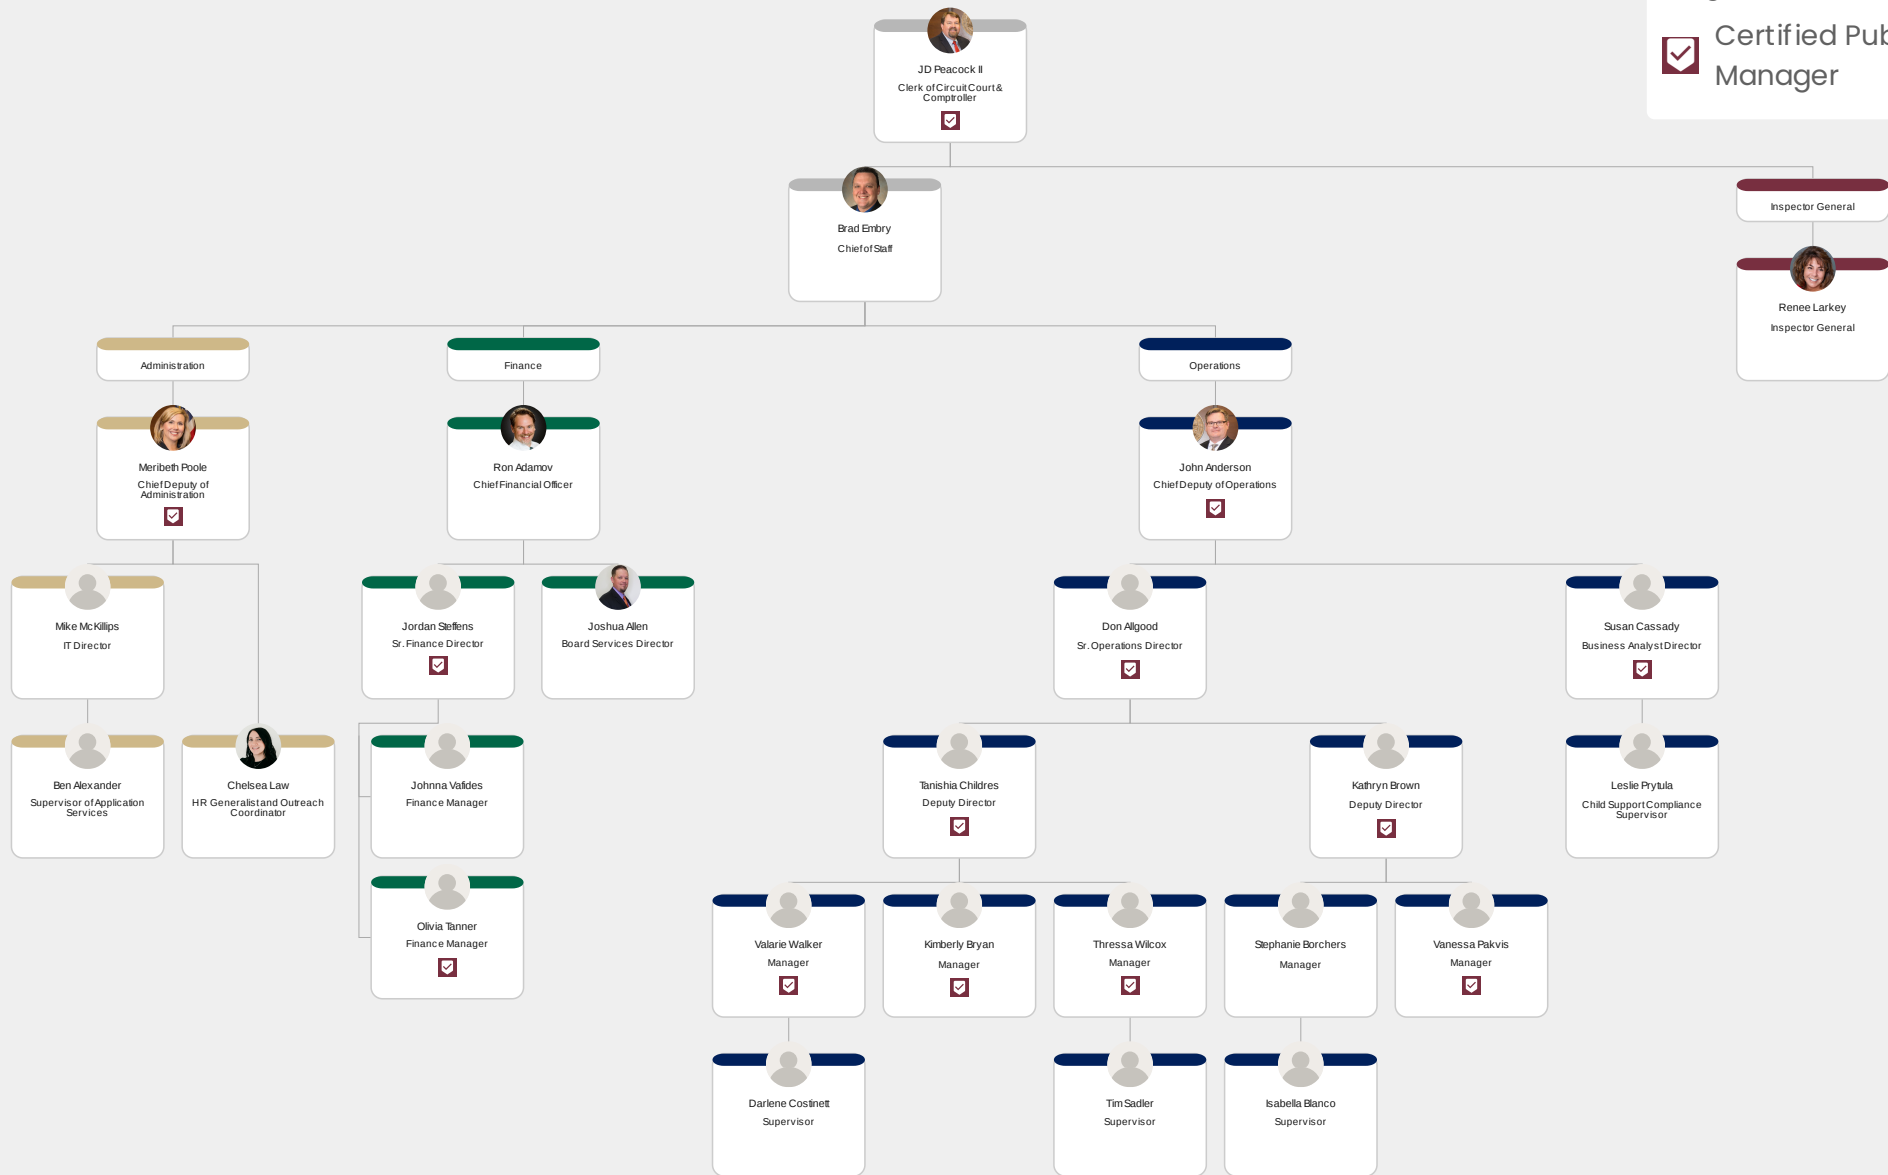 JD Peacock II
Clerk of Circuit Court &
Comptroller
Certified Pub
Manager
Brad Embry
Chief of Staff
Inspector General
Renee Larkey
Inspector General
Administration
Finance
Operations
Meribeth Poole
Chief Deputy of
Administration
Ron Adamov
Chief Financial Officer
John Anderson
Chief Deputy of Operations
Mike McKillips
IT Director
Jordan Steffens
Sr. Finance Director
Joshua Allen
Board Services Director
Don Allgood
Sr. Operations Director
Susan Cassady
Business Analyst Director
Ben Alexander
Supervisor of Application
Services
Chelsea Law
HR Generalist and Outreach
Coordinator
Johnna Vafides
Finance Manager
Tanishia Childres
Deputy Director
Kathryn Brown
Deputy Director
Leslie Prytula
Child Support Compliance
Supervisor
Olivia Tanner
Finance Manager
Valarie Walker
Manager
Kimberly Bryan
Manager
Thressa Wilcox
Manager
Stephanie Borchers
Manager
Vanessa Pakvis
Manager
Darlene Costinett
Supervisor
Tim Sadler
Supervisor
Isabella Blanco
Supervisor